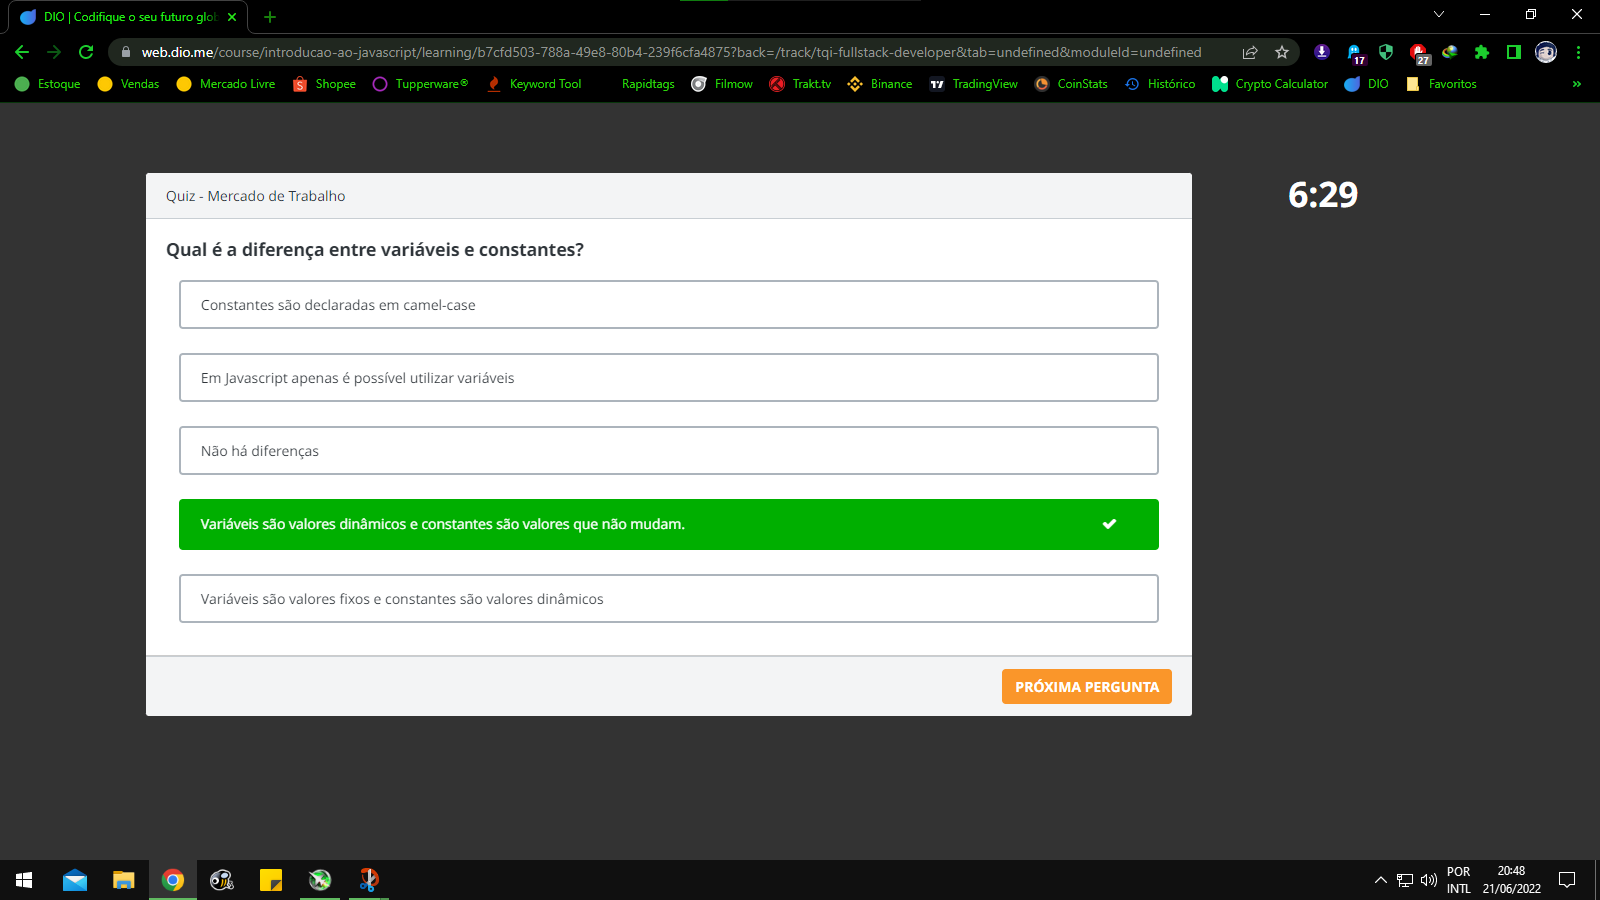 DIO | Codifique o seu futuro glob
web.dio.me/course/introducao-ao-javascript/learning/b7cfd503-788a-49e8-80b4-239f6cfa4875?back=/track/tqi-fullstack-developer&tab=undefined&moduleId=undefined
17
27
Estoque Vendas Mercado Livre Shopee Tupperware® Keyword Tool Rapidtags Filmow Trakt.tv Binance TradingView CoinStats Histórico Crypto Calculator DIO Favoritos »
Quiz - Mercado de Trabalho
6:29
Qual é a diferença entre variáveis e constantes?
Constantes são declaradas em camel-case
Em Javascript apenas é possível utilizar variáveis
Não há diferenças
Variáveis são valores dinâmicos e constantes são valores que não mudam.
Variáveis são valores fixos e constantes são valores dinâmicos
PRÓXIMA PERGUNTA
POR
INTL
20:48
21/06/2022